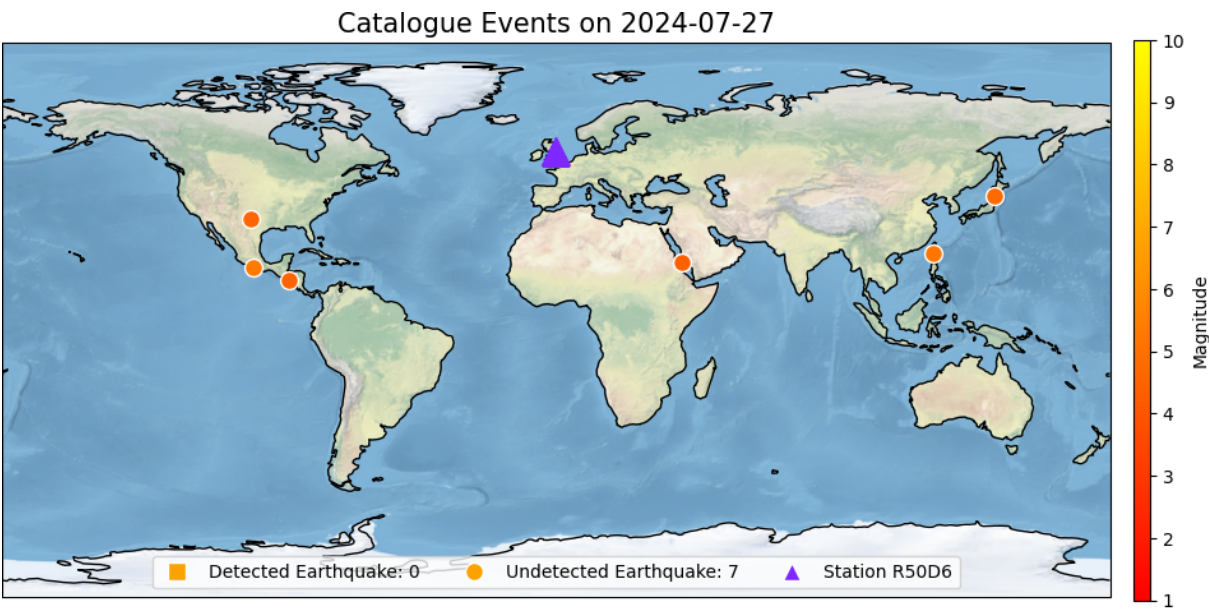 Catalogue Events on 2024-07-27
10
9
8
7
6
5
4
3
2
1
Magnitude
Detected Earthquake: 0
Undetected Earthquake: 7
Station R50D6